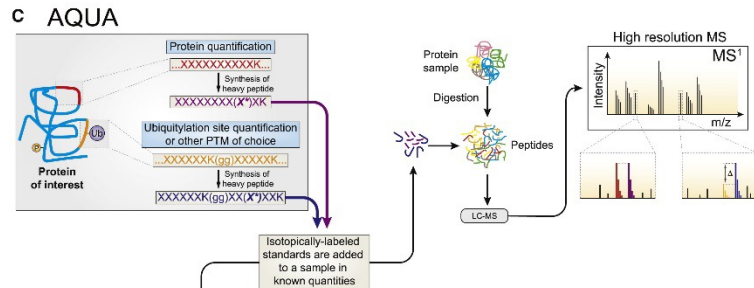 C AQUA
Protein quantification
...XXXXXXXXXXK...
Synthesis of
heavy peptide
XXXXXXXX(X*)XK
Ubiquitylation site quantification
or other PTM of choice
...XXXXXXK(gg)XXXXXK...
Synthesis of
heavy peptide
XXXXXXK(gg)XX(X*)XXK
Ub
P
Protein
of interest
Isotopically-labeled
standards are added
to a sample in
known quantities
Protein
sample
Digestion
Peptides
LC-MS
High resolution MS
MS¹
Intensity
m/z
Δ